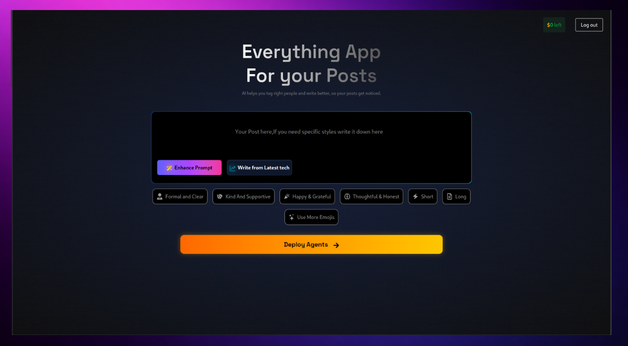 $0 left
Log out
Everything App
For your Posts
AI helps you tag right people and write better, so your posts get noticed
Your Post here,If you need specific styles write it down here
Enhance Prompt
Write from Latest tech
Formal and Clear
Kind And Supportive
Happy & Grateful
Thoughtful & Honest
Short
Long
Use More Emojis
Deploy Agents